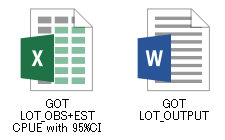 X
GOT
LOT_OBS+EST
CPUE with 95%CI
W
GOT
LOT_OUTPUT